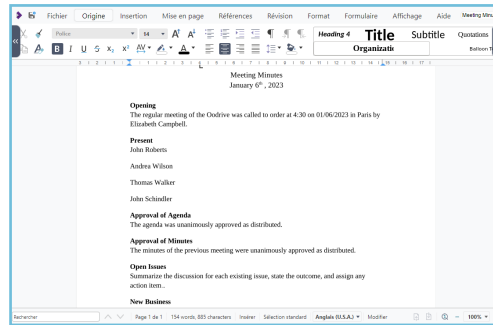 Fichier Origine Insertion Mise en page Références Révision Format Formulaire Affichage Aide Meeting Minu
Police 14 Heading 4 Title Subtitle Quotations
Organizatic Balloon T
Meeting Minutes
January 6th , 2023
Opening
The regular meeting of the Oodrive was called to order at 4:30 on 01/06/2023 in Paris by
Elizabeth Campbell.
Present
John Roberts
Andrea Wilson
Thomas Walker
John Schindler
Approval of Agenda
The agenda was unanimously approved as distributed.
Approval of Minutes
The minutes of the previous meeting were unanimously approved as distributed.
Open Issues
Summarize the discussion for each existing issue, state the outcome, and assign any
action item..
New Business
Rechercher Page 1 de 1 154 words, 885 characters Insérer Sélection standard Anglais (U.S.A.) Modifier 100%